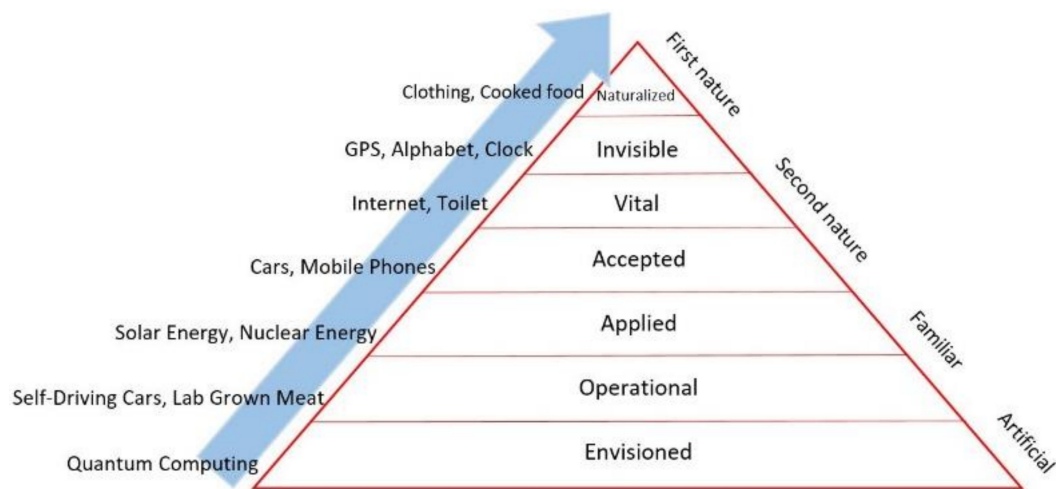 First nature
Clothing, Cooked food
Naturalized
GPS, Alphabet, Clock
Invisible
Second nature
Internet, Toilet
Vital
Cars, Mobile Phones
Accepted
Solar Energy, Nuclear Energy
Applied
Familiar
Self-Driving Cars, Lab Grown Meat
Operational
Artificial
Quantum Computing
Envisioned